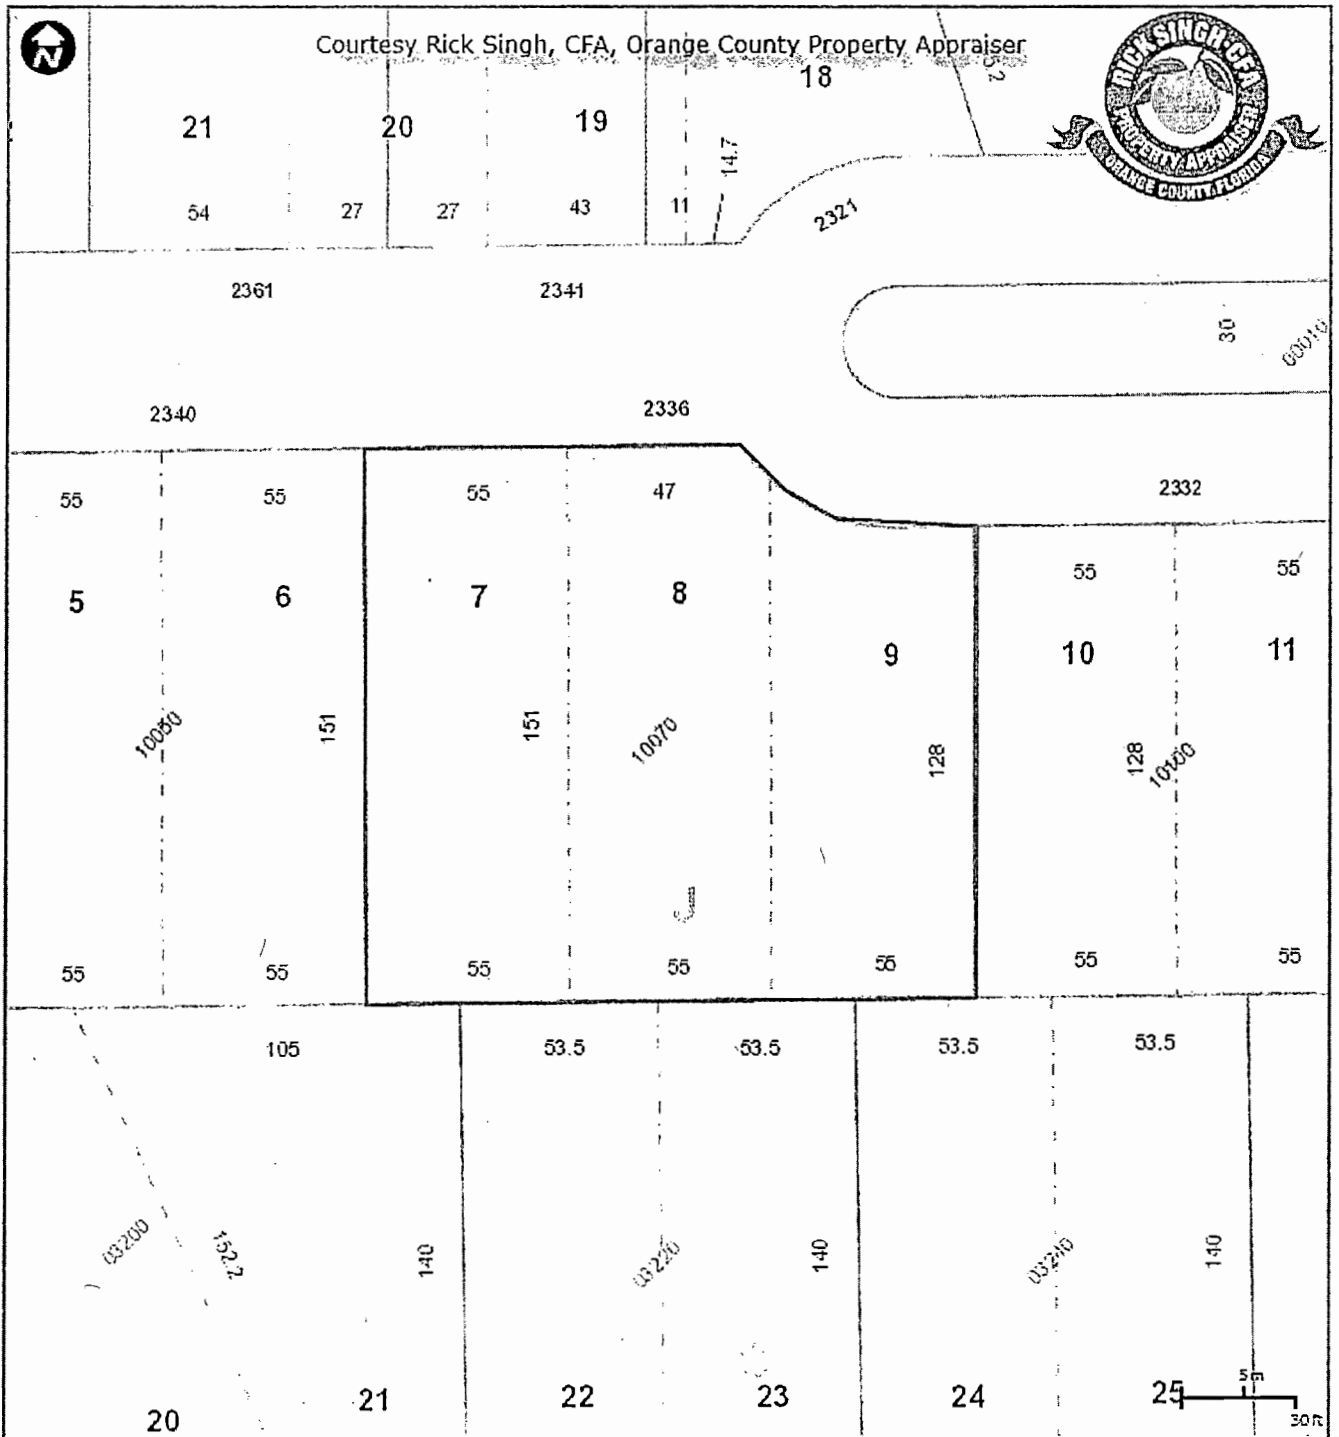 N
Courtesy Rick Singh, CFA, Orange County Property Appraiser
RICK SINGH, CFA
PROPERTY APPRAISER
ORANGE COUNTY, FLORIDA
18
21 20 19
14.7
54 27 27 43 11
2321
2361 2341
30
00010
2340 2336
55 55 55 47
2332
55 55
5 6 7 8
9 10 11
10050 151 151 10070
128 128 10100
J
55 55 55 55 55 55 55
105 53.5 53.5 53.5 53.5
03200 152.2 140 03220 140 03240 140
20 21 22 23 24 25
5m
30 ft